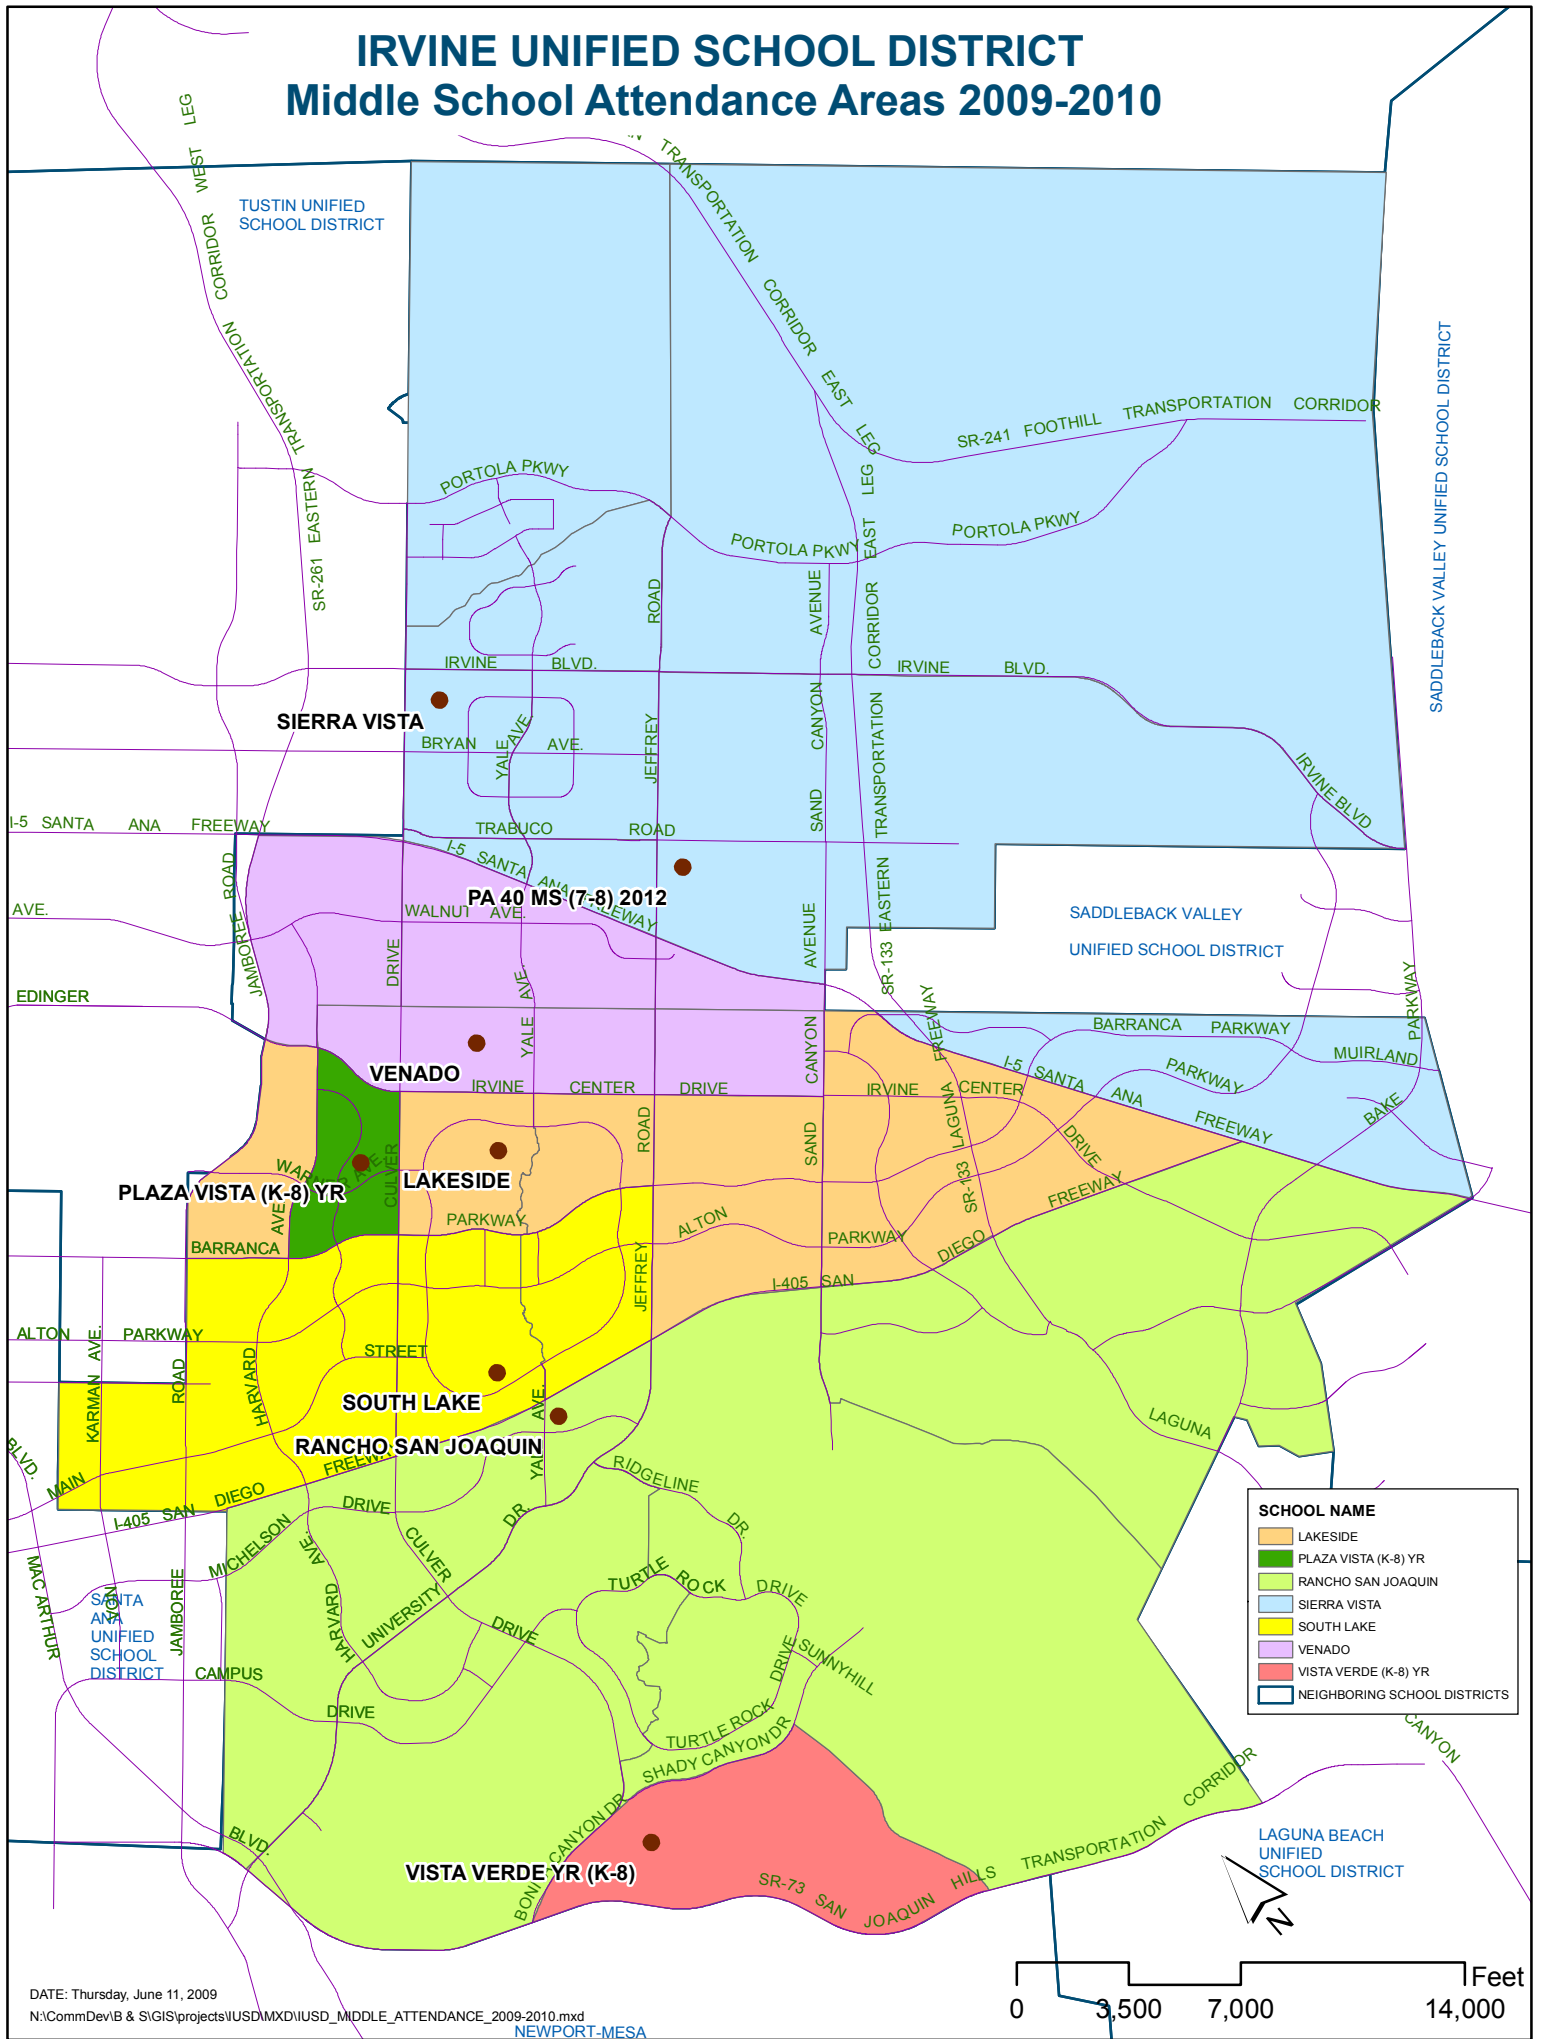 IRVINE UNIFIED SCHOOL DISTRICT
Middle School Attendance Areas 2009-2010
TUSTIN UNIFIED
SCHOOL DISTRICT
CORRIDOR WEST LEG
SR-261 EASTERN TRANSPORTATION
TRANSPORTATION CORRIDOR EAST LEG
SR-241 FOOTHILL TRANSPORTATION CORRIDOR
SADDLEBACK VALLEY UNIFIED SCHOOL DISTRICT
PORTOLA PKWY
PORTOLA PKWY
PORTOLA PKWY
SR-133 EASTERN TRANSPORTATION CORRIDOR EAST LEG
IRVINE BLVD.
IRVINE BLVD.
IRVINE BLVD
SIERRA VISTA
BRYAN AVE.
YALE AVE.
JEFFREY ROAD
SAND CANYON AVENUE
I-5 SANTA ANA FREEWAY
TRABUCO ROAD
I-5 SANTA ANA FREEWAY
PA 40 MS (7-8) 2012
AVE.
WALNUT AVE.
JAMBOREE ROAD
SADDLEBACK VALLEY
UNIFIED SCHOOL DISTRICT
EDINGER
CULVER DRIVE
YALE AVE.
SAND CANYON AVENUE
SR-133 LAGUNA FREEWAY
BARRANCA PARKWAY
MUIRLAND
BAKE PARKWAY
PARKWAY
VENADO
IRVINE CENTER DRIVE
IRVINE CENTER DRIVE
I-5 SANTA ANA FREEWAY
WARNER AVE.
PLAZA VISTA (K-8) YR
LAKESIDE
BARRANCA PARKWAY
JEFFREY ROAD
ALTON PARKWAY
I-405 SAN DIEGO FREEWAY
ALTON PARKWAY
KARMAN AVE.
VON
JAMBOREE ROAD
HARVARD AVE.
STREET
SOUTH LAKE
RANCHO SAN JOAQUIN
YALE AVE.
BLVD.
MAIN
I-405 SAN DIEGO FREEWAY
LAGUNA
CANYON
MAC ARTHUR
MICHELSON DRIVE
HARVARD AVE.
CULVER DRIVE
UNIVERSITY DR.
RIDGELINE DR.
TURTLE ROCK DRIVE
DRIVE
SUNNYHILL
TURTLE ROCK
SHADY CANYON DR
SANTA
ANA
UNIFIED
SCHOOL
DISTRICT
CAMPUS DRIVE
BLVD.
BONI CANYON DR
VISTA VERDE YR (K-8)
SR-73 SAN JOAQUIN HILLS TRANSPORTATION CORRIDOR
SCHOOL NAME
LAKESIDE
PLAZA VISTA (K-8) YR
RANCHO SAN JOAQUIN
SIERRA VISTA
SOUTH LAKE
VENADO
VISTA VERDE (K-8) YR
NEIGHBORING SCHOOL DISTRICTS
LAGUNA BEACH
UNIFIED
SCHOOL DISTRICT
N
Feet
0 3,500 7,000 14,000
DATE: Thursday, June 11, 2009
N:\CommDev\B & S\GIS\projects\IUSD\MXD\IUSD_MIDDLE_ATTENDANCE_2009-2010.mxd
NEWPORT-MESA